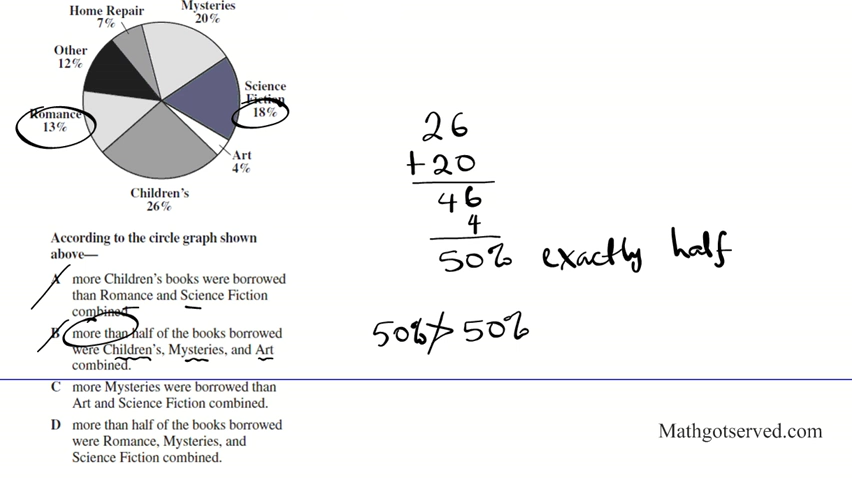 Mysteries
20%
Home Repair
7%
Other
12%
Science
Fiction
18%
Romance
13%
Art
4%
Children's
26%
26
+20
46
4
50% exactly half
50% > 50%
According to the circle graph shown
above—
A more Children's books were borrowed
than Romance and Science Fiction
combined.
B more than half of the books borrowed
were Children's, Mysteries, and Art
combined.
C more Mysteries were borrowed than
Art and Science Fiction combined.
D more than half of the books borrowed
were Romance, Mysteries, and
Science Fiction combined.
Mathgotserved.com